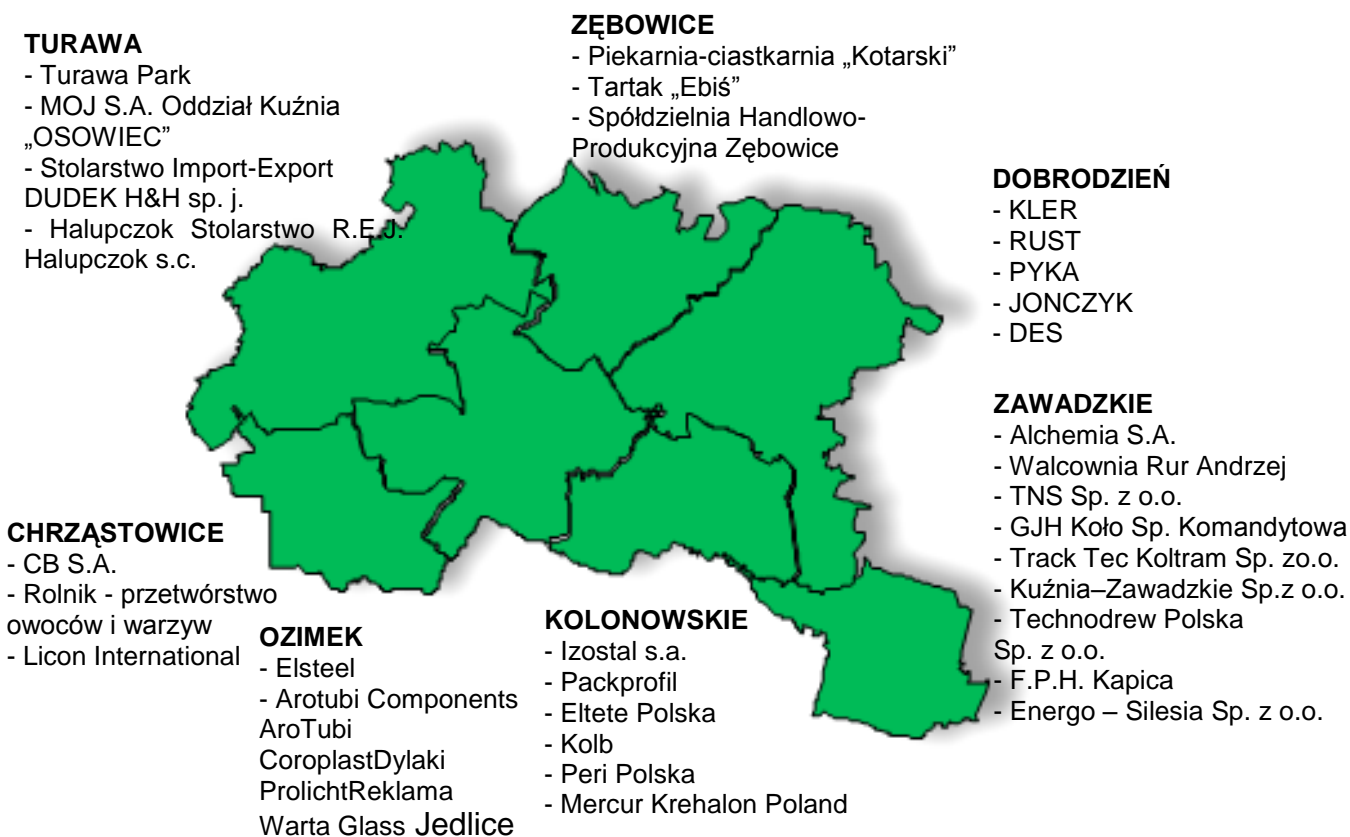 TURAWA
- Turawa Park
- MOJ S.A. Oddział Kuźnia
„OSOWIEC”
- Stolarstwo Import-Export
DUDEK H&H sp. j.
- Halupczok Stolarstwo R.E.J.
Halupczok s.c.
ZĘBOWICE
- Piekarnia-ciastkarnia „Kotarski”
- Tartak „Ebiś”
- Spółdzielnia Handlowo-
Produkcyjna Zębowice
DOBRODZIEŃ
- KLER
- RUST
- PYKA
- JONCZYK
- DES
ZAWADZKIE
- Alchemia S.A.
- Walcownia Rur Andrzej
- TNS Sp. z o.o.
- GJH Koło Sp. Komandytowa
- Track Tec Koltram Sp. zo.o.
- Kuźnia–Zawadzkie Sp.z o.o.
- Technodrew Polska
Sp. z o.o.
- F.P.H. Kapica
- Energo – Silesia Sp. z o.o.
CHRZĄSTOWICE
- CB S.A.
- Rolnik - przetwórstwo
owoców i warzyw
- Licon International
OZIMEK
- Elsteel
- Arotubi Components
AroTubi
CoroplastDylaki
ProlichtReklama
Warta Glass Jedlice
KOLONOWSKIE
- Izostal s.a.
- Packprofil
- Eltete Polska
- Kolb
- Peri Polska
- Mercur Krehalon Poland